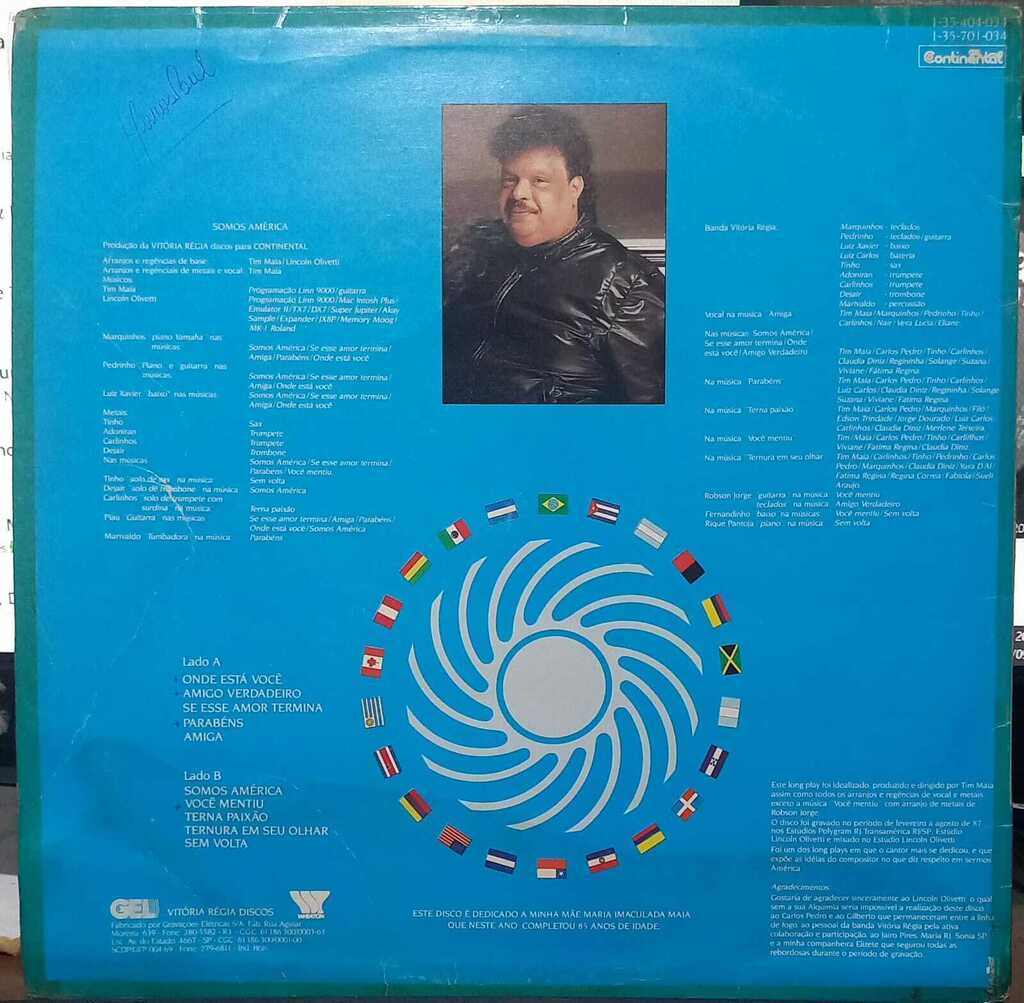 1-35-404-034
1-35-701-034
Continental
SOMOS AMÉRICA
Produção da VITÓRIA RÉGIA discos para CONTINENTAL
Arranjos e regências de base: Tim Maia/Lincoln Olivetti
Arranjos e regências de metais e vocal: Tim Maia
Músicos:
Tim Maia Programação Linn 9000/guitarra
Lincoln Olivetti Programação Linn 9000/Mac Intosh Plus/
Emulator II/TX7/DX7/Super Jupiter/Akay
Sample/Expander/JX8P/Memory Moog/
MK-I Roland
Marquinhos "piano Yamaha" nas
músicas: Somos América/Se esse amor termina/
Amiga/Parabéns/Onde está você
Pedrinho "Piano e guitarra nas
músicas: Somos América/Se esse amor termina/
Amiga/Onde está você
Luiz Xavier "baixo" nas músicas: Somos América/Se esse amor termina/
Amiga/Onde está você
Metais:
Tinho Sax
Adoniran Trumpete
Carlinhos Trumpete
Desair Trombone
Nas músicas Somos América/Se esse amor termina/
Parabéns/Você mentiu
Tinho "solo de sax" na música Sem volta
Desair "solo de trombone" na música Somos América
Carlinhos "solo de trumpete com
surdina" na música Terna paixão
Piau "Guitarra" nas músicas Se esse amor termina/Amiga/Parabéns/
Onde está você/Somos América
Marivaldo "Tumbadora" na música Parabéns
Banda Vitória Régia: Marquinhos - teclados
Pedrinho - teclados/guitarra
Luiz Xavier - baixo
Luiz Carlos - bateria
Tinho - sax
Adoniran - trumpete
Carlinhos - trumpete
Desair - trombone
Marivaldo - percussão
Vocal na música "Amiga" Tim Maia/Marquinhos/Pedrinho/Tinho/
Carlinhos/Nair/Vera Lucia/Eliane.
Nas músicas: Somos América/
Se esse amor termina/Onde
está você/Amigo Verdadeiro Tim Maia/Carlos Pedro/Tinho/Carlinhos/
Claudia Diniz/Regininha/Solange/Suzana/
Viviane/Fátima Regina.
Na música "Parabéns" Tim Maia/Carlos Pedro/Tinho/Carlinhos/
Luiz Carlos/Claudia Diniz/Regininha/Solange
Suzana/Viviane/Fatima Regina
Na música "Terna paixão" Tim Maia/Carlos Pedro/Marquinhos/Filó/
Edson Trindade/Jorge Dourado/Luiz Carlos
Carlinhos/Claudia Diniz/Merlene Teixeira.
Na música "Você mentiu" Tim/Maia/Carlos Pedro/Tinho/Carlinhos/
Viviane/Fatima Regina/Claudia Diniz
Na música "Ternura em seu olhar Tim Maia/Carlinhos/Tinho/Pedrinho/Carlos
Pedro/Marquinhos/Claudia Diniz/Yara D'Al/
Fatima Regina/Regina Correa/Fabíola/Sueli
Araújo.
Robson Jorge "guitarra" na música Você mentiu
"teclados" na música Amigo Verdadeiro
Fernandinho "baixo" na músicas Você mentiu/Sem volta
Rique Pantoja "piano" na música Sem volta
Lado A
ONDE ESTÁ VOCÊ
AMIGO VERDADEIRO
SE ESSE AMOR TERMINA
PARABÉNS
AMIGA
Lado B
SOMOS AMÉRICA
VOCÊ MENTIU
TERNA PAIXÃO
TERNURA EM SEU OLHAR
SEM VOLTA
Este long play foi idealizado, produzido e dirigido por Tim Maia
assim como todos os arranjos e regências de vocal e metais
exceto a música "Você mentiu" com arranjo de metais de
Robson Jorge.
O disco foi gravado no período de fevereiro a agosto de 87
nos Estúdios Polygram RJ Transamérica RJ/SP, Estúdio
Lincoln Olivetti e mixado no Estúdio Lincoln Olivetti
Foi um dos long plays em que o cantor mais se dedicou, e que
expõe as idéias do compositor no que diz respeito em sermos
América
Agradecimentos
Gostaria de agradecer sinceramente ao Lincoln Olivetti o qual
sem a sua Alquimia seria impossível a realização deste disco
ao Carlos Pedro e ao Gilberto que permaneceram entre a linha
de fogo, ao pessoal da banda Vitória Régia pela ativa
colaboração e participação, ao Jairo Pires, Maria RJ, Sonia SP
e a minha companheira Elizete que segurou todas as
rebordosas durante o período de gravação.
GEL VITÓRIA RÉGIA DISCOS
Fabricado por Gravações Elétricas S/A Fab. Rua Aguiar
ESTE DISCO É DEDICADO A MINHA MÃE MARIA IMACULADA MAIA
QUE NESTE ANO COMPLETOU 85 ANOS DE IDADE.